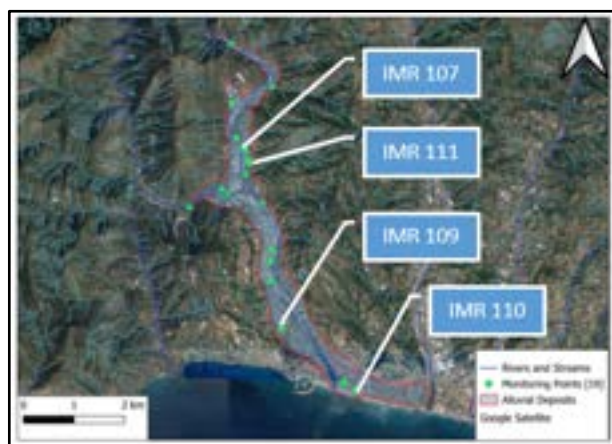 IMR 107
IMR 111
IMR 109
IMR 110
Rivers and Streams
Monitoring Points (19)
Alluvial Deposits
Google Satellite
0 1 2 km